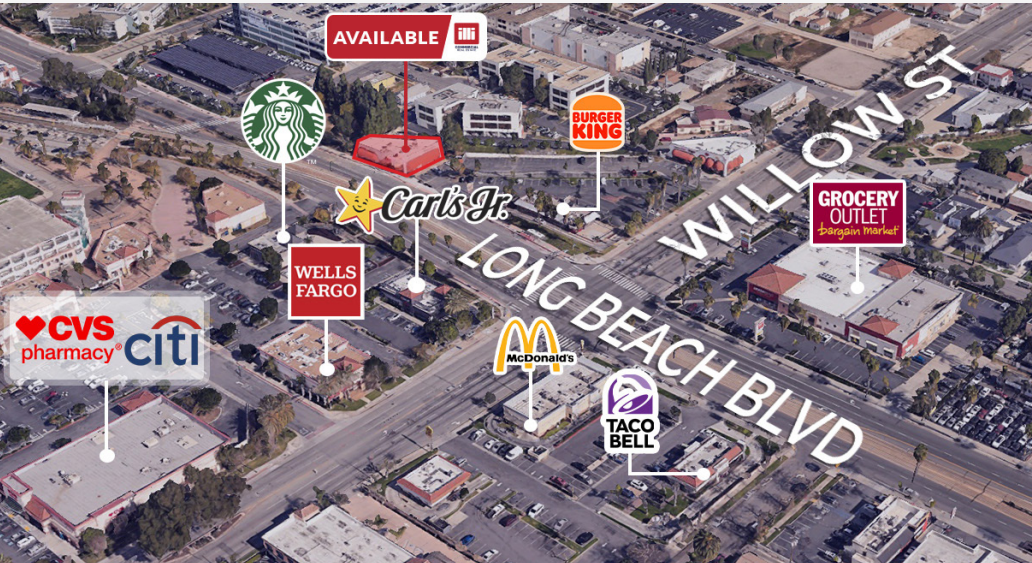 AVAILABLE
illi
COMMERCIAL
REAL ESTATE
BURGER
KING
TM
Carl's Jr.
WILLOW ST
GROCERY
OUTLET
bargain market
LONG BEACH BLVD
WELLS
FARGO
CVS
pharmacy®
citi
McDonald's
TACO
BELL